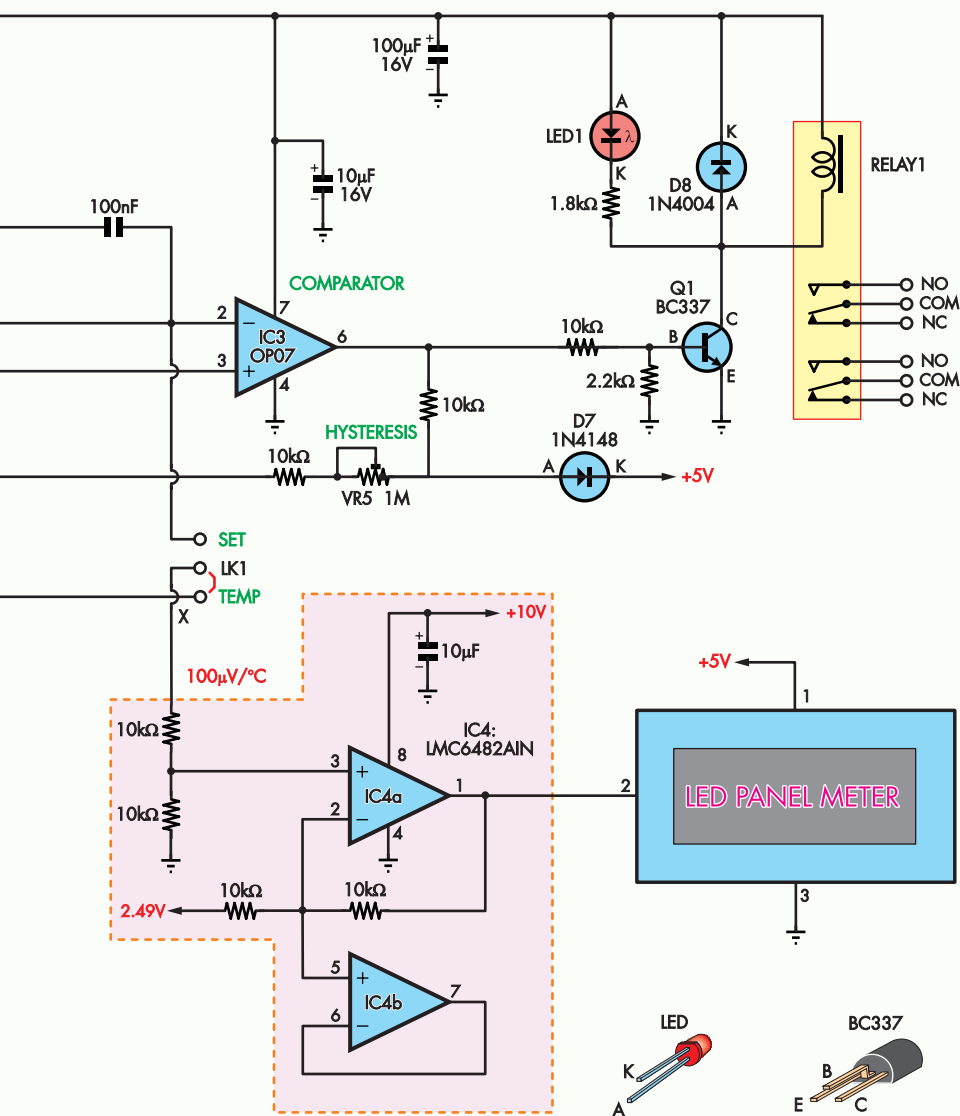 100µF
16V
+
−
A
LED1
λ
K
1.8kΩ
K
D8
1N4004
A
RELAY1
+
−
10µF
16V
100nF
COMPARATOR
NO
COM
NC
2
−
7
IC3
OP07
3
+
4
6
10kΩ
Q1
BC337
B
C
E
2.2kΩ
NO
COM
NC
10kΩ
HYSTERESIS
10kΩ
VR5 1M
D7
1N4148
A
K
+5V
SET
LK1
TEMP
X
100µV/°C
+10V
+
−
10µF
+5V
1
10kΩ
IC4:
LMC6482AIN
8
3
+
IC4a
1
2
−
4
10kΩ
2
LED PANEL METER
3
2.49V
10kΩ
10kΩ
5
+
IC4b
7
6
−
LED
K
A
BC337
B
E
C